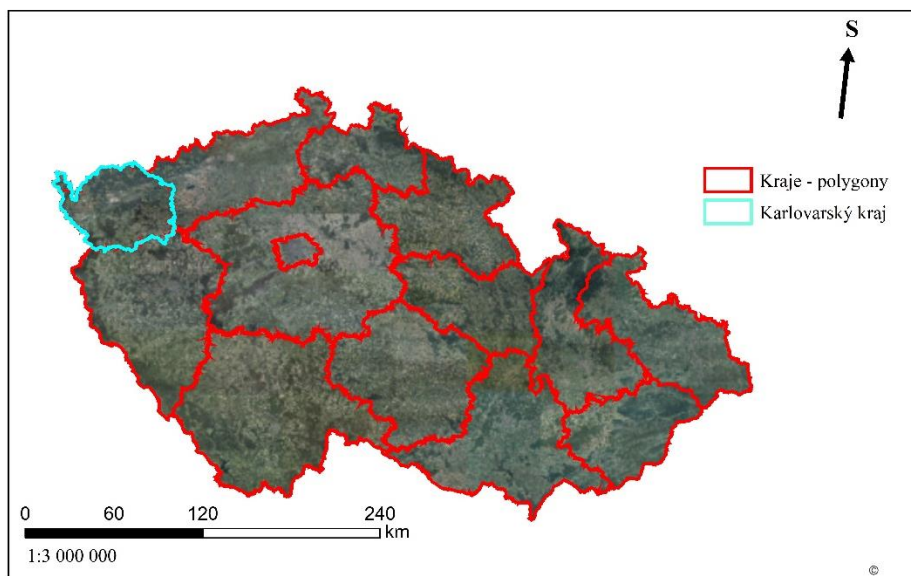 S
Kraje - polygony
Karlovarský kraj
0 60 120 240
km
1:3 000 000
©